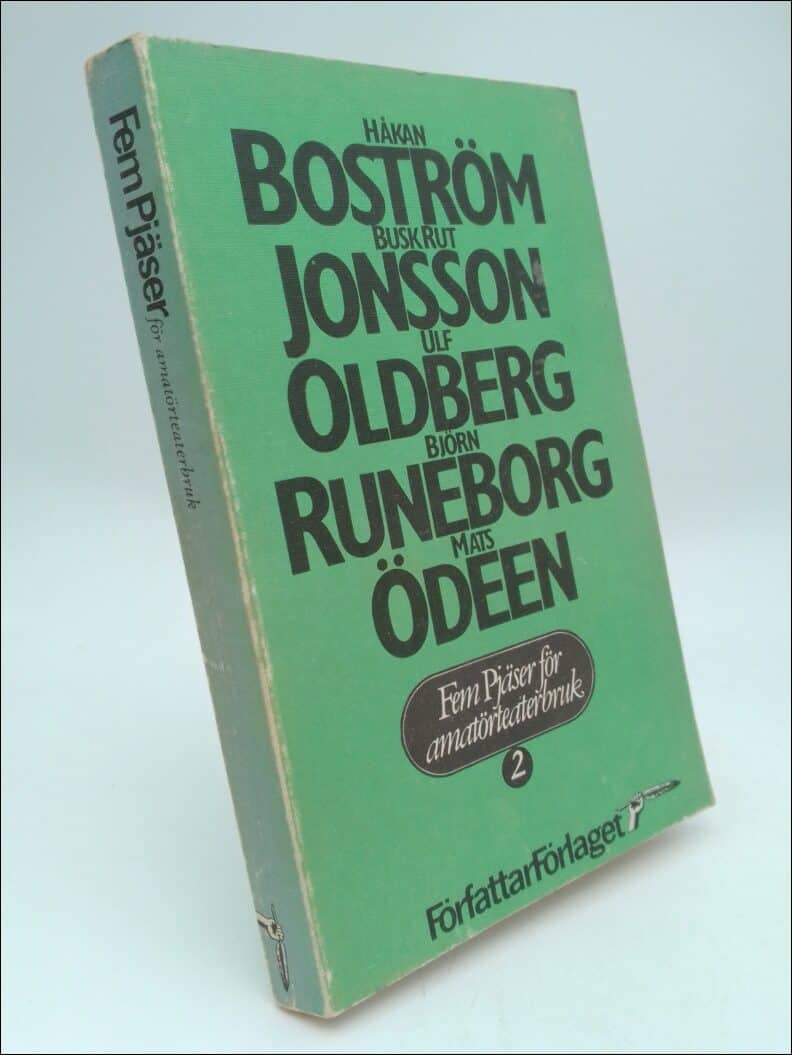 Fem Pjäser för amatörteaterbruk
HÅKAN
BOSTRÖM
BUSK RUT
JONSSON
ULF
OLDBERG
BJÖRN
RUNEBORG
MATS
ÖDEEN
Fem Pjäser för
amatörteaterbruk
2
FörfattarFörlaget